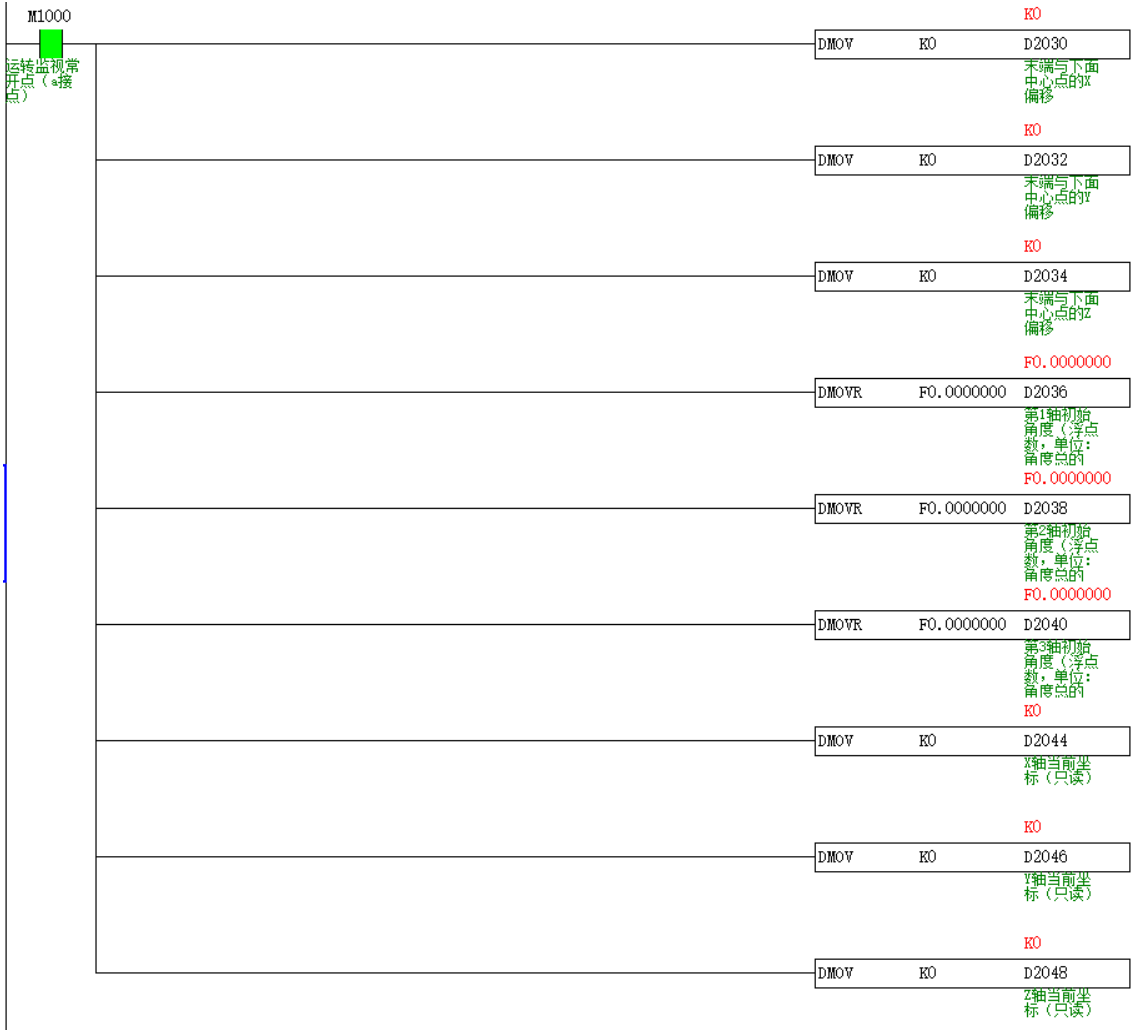 M1000
运转监视常
开点（a接
点）
K0
DMOV K0 D2030
末端与下面
中心点的X
偏移
K0
DMOV K0 D2032
末端与下面
中心点的Y
偏移
K0
DMOV K0 D2034
末端与下面
中心点的Z
偏移
F0.0000000
DMOVR F0.0000000 D2036
第1轴初始
角度（浮点
数，单位：
角度总的
F0.0000000
DMOVR F0.0000000 D2038
第2轴初始
角度（浮点
数，单位：
角度总的
F0.0000000
DMOVR F0.0000000 D2040
第3轴初始
角度（浮点
数，单位：
角度总的
K0
DMOV K0 D2044
X轴当前坐
标（只读）
K0
DMOV K0 D2046
Y轴当前坐
标（只读）
K0
DMOV K0 D2048
Z轴当前坐
标（只读）